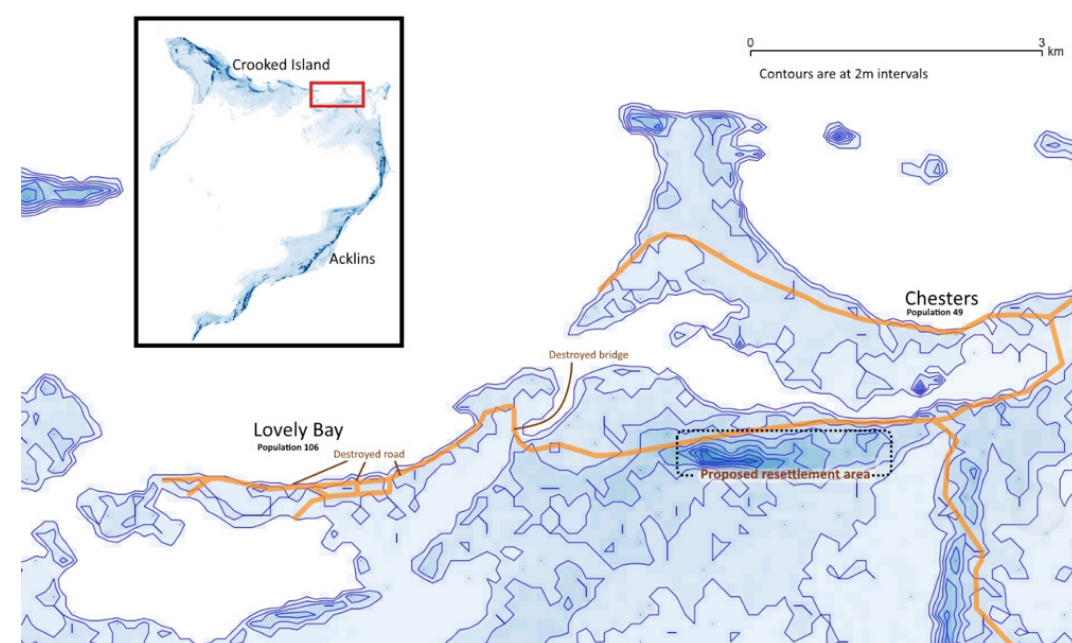 Crooked Island
Acklins
0
3
km
Contours are at 2m intervals
Chesters
Population 49
Destroyed bridge
Lovely Bay
Population 106
Destroyed road
Proposed resettlement area